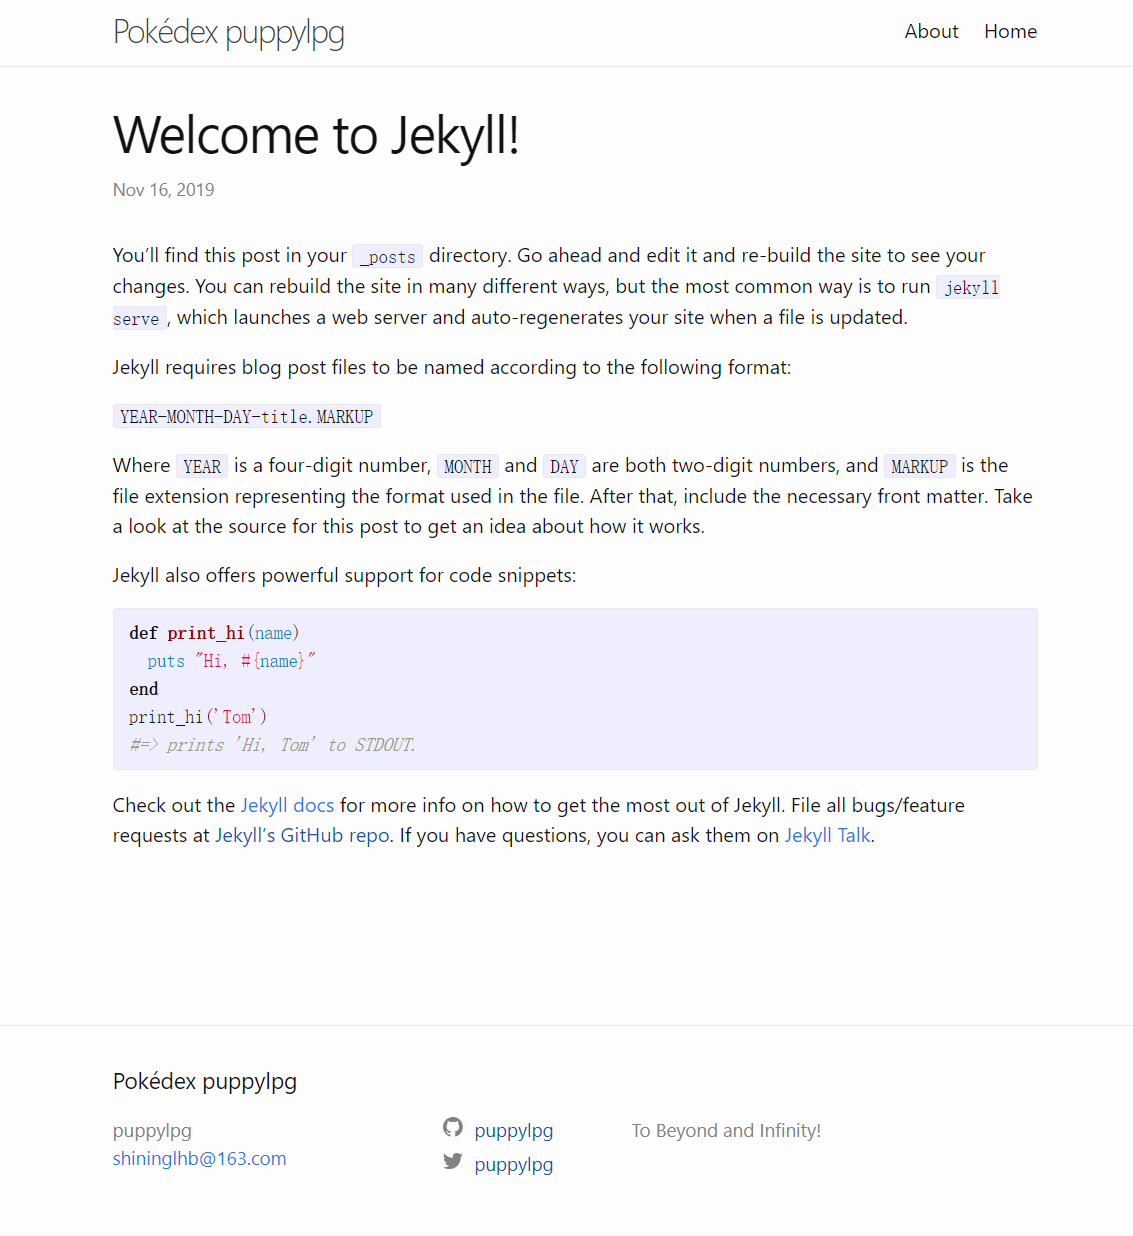 Pokédex puppylpg
About Home
Welcome to Jekyll!
Nov 16, 2019
You’ll find this post in your _posts directory. Go ahead and edit it and re-build the site to see your
changes. You can rebuild the site in many different ways, but the most common way is to run jekyll
serve, which launches a web server and auto-regenerates your site when a file is updated.
Jekyll requires blog post files to be named according to the following format:
YEAR-MONTH-DAY-title.MARKUP
Where YEAR is a four-digit number, MONTH and DAY are both two-digit numbers, and MARKUP is the
file extension representing the format used in the file. After that, include the necessary front matter. Take
a look at the source for this post to get an idea about how it works.
Jekyll also offers powerful support for code snippets:
def print_hi(name)
  puts "Hi, #{name}"
end
print_hi('Tom')
#=> prints 'Hi, Tom' to STDOUT.
Check out the Jekyll docs for more info on how to get the most out of Jekyll. File all bugs/feature
requests at Jekyll’s GitHub repo. If you have questions, you can ask them on Jekyll Talk.
Pokédex puppylpg
puppylpg
shininglhb@163.com
puppylpg
puppylpg
To Beyond and Infinity!